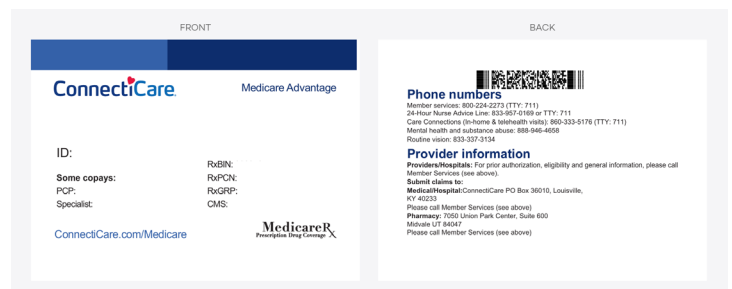 FRONT
ConnectiCare.
Medicare Advantage
ID:
Some copays:
PCP:
Specialist:
RxBIN:
RxPCN:
RxGRP:
CMS:
ConnectiCare.com/Medicare
MedicareRx
Prescription Drug Coverage
BACK
Phone numbers
Member services: 800-224-2273 (TTY: 711)
24-Hour Nurse Advice Line: 833-957-0169 or TTY: 711
Care Connections (In-home & telehealth visits): 860-333-5176 (TTY: 711)
Mental health and substance abuse: 888-946-4658
Routine vision: 833-337-3134
Provider information
Providers/Hospitals: For prior authorization, eligibility and general information, please call
Member Services (see above).
Submit claims to:
Medical/Hospital:ConnectiCare PO Box 36010, Louisville,
KY 40233
Please call Member Services (see above)
Pharmacy: 7050 Union Park Center, Suite 600
Midvale UT 84047
Please call Member Services (see above)